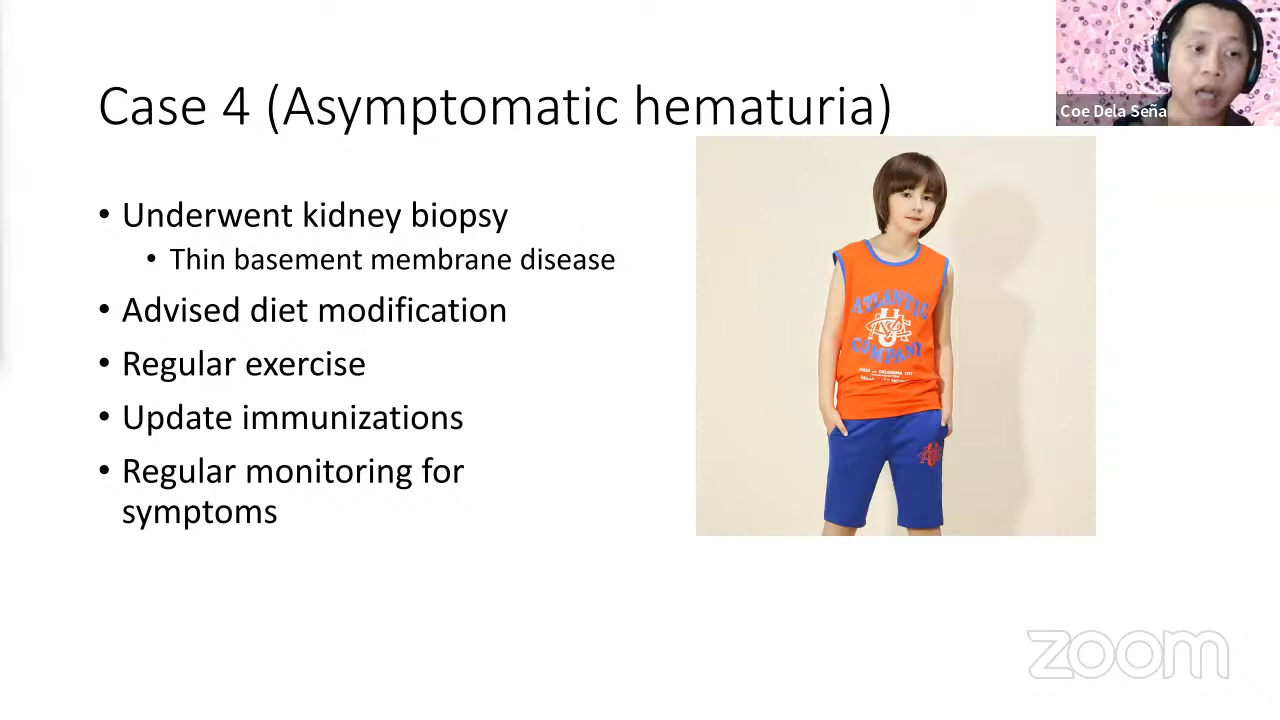 Case 4 (Asymptomatic hematuria)
Coe Dela Seña
• Underwent kidney biopsy
• Thin basement membrane disease
• Advised diet modification
• Regular exercise
• Update immunizations
• Regular monitoring for
symptoms
ATLANTIC
COMPANY
zoom